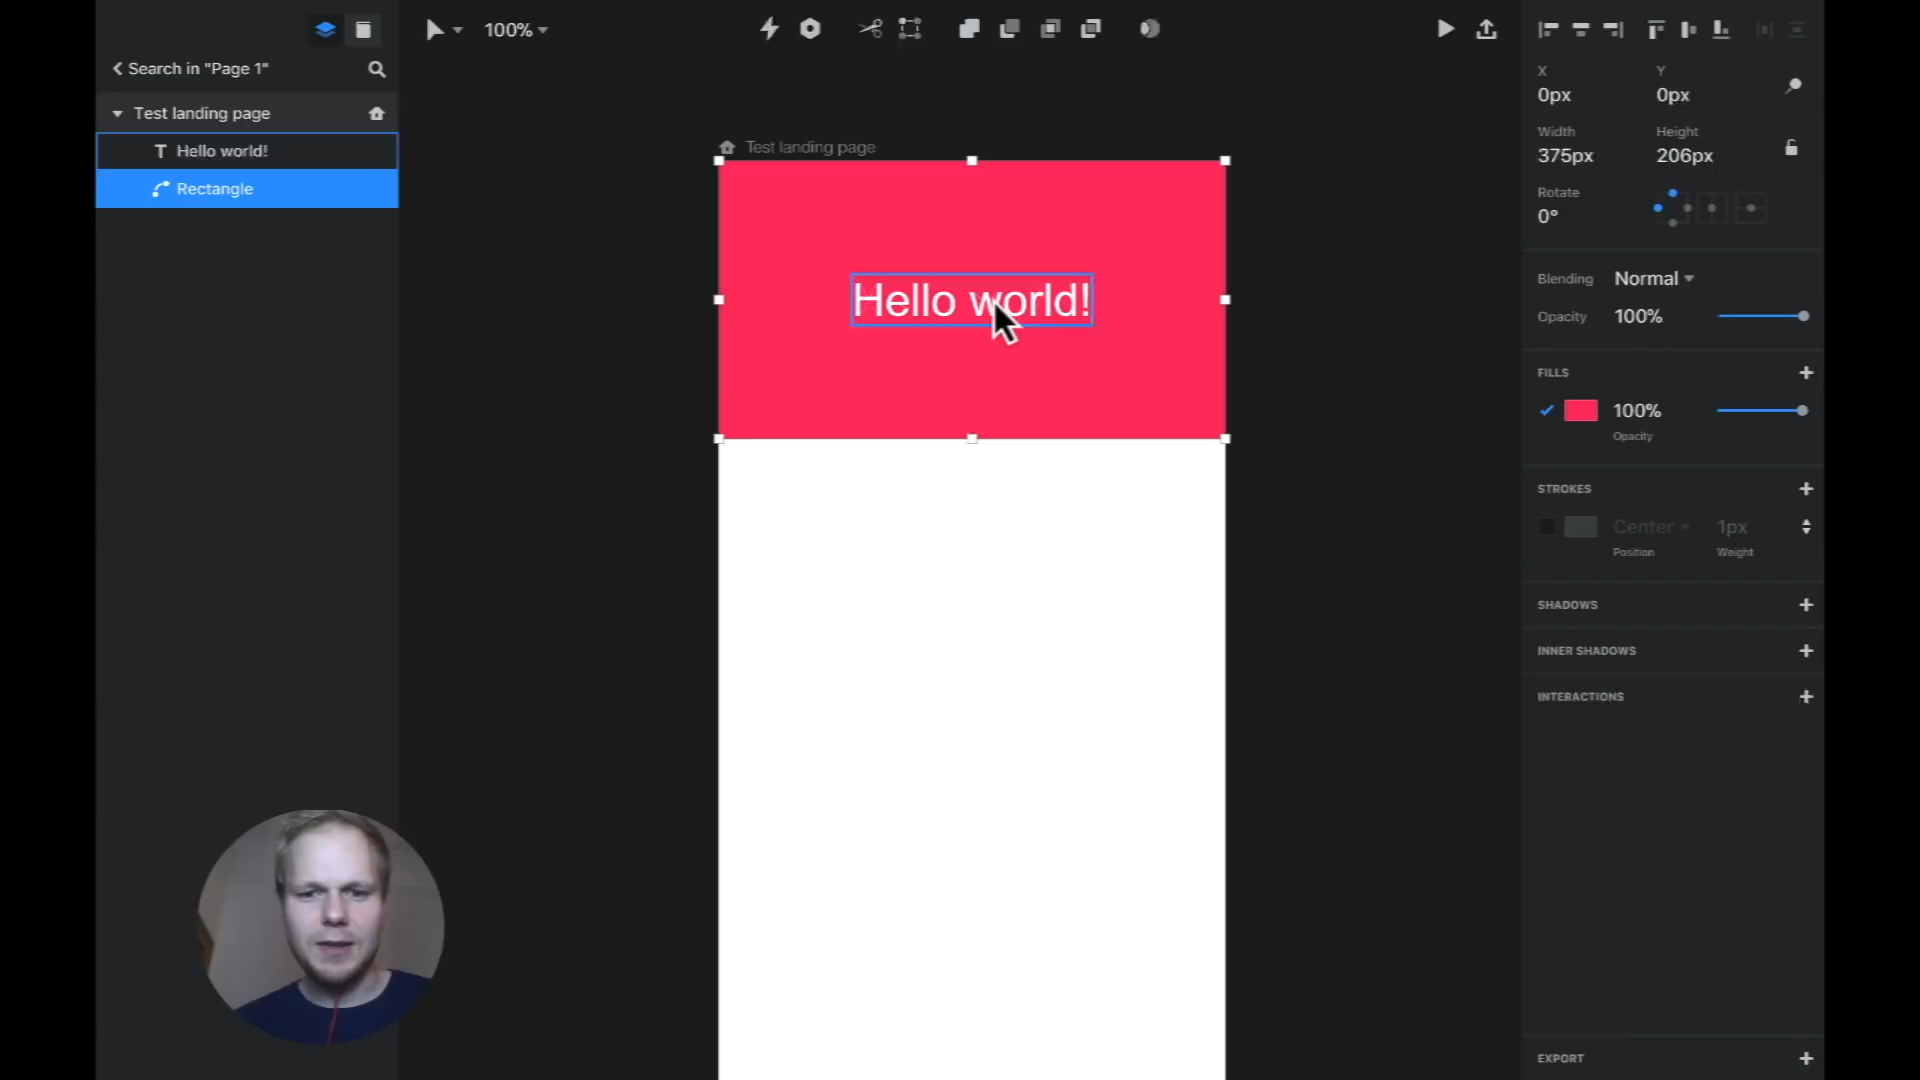 100%
Search in "Page 1"
Test landing page
T Hello world!
Rectangle
Test landing page
Hello world!
X
Y
0px
0px
Width
Height
375px
206px
Rotate
0°
Blending
Normal
Opacity
100%
FILLS
100%
Opacity
STROKES
Center
1px
Position
Weight
SHADOWS
INNER SHADOWS
INTERACTIONS
EXPORT